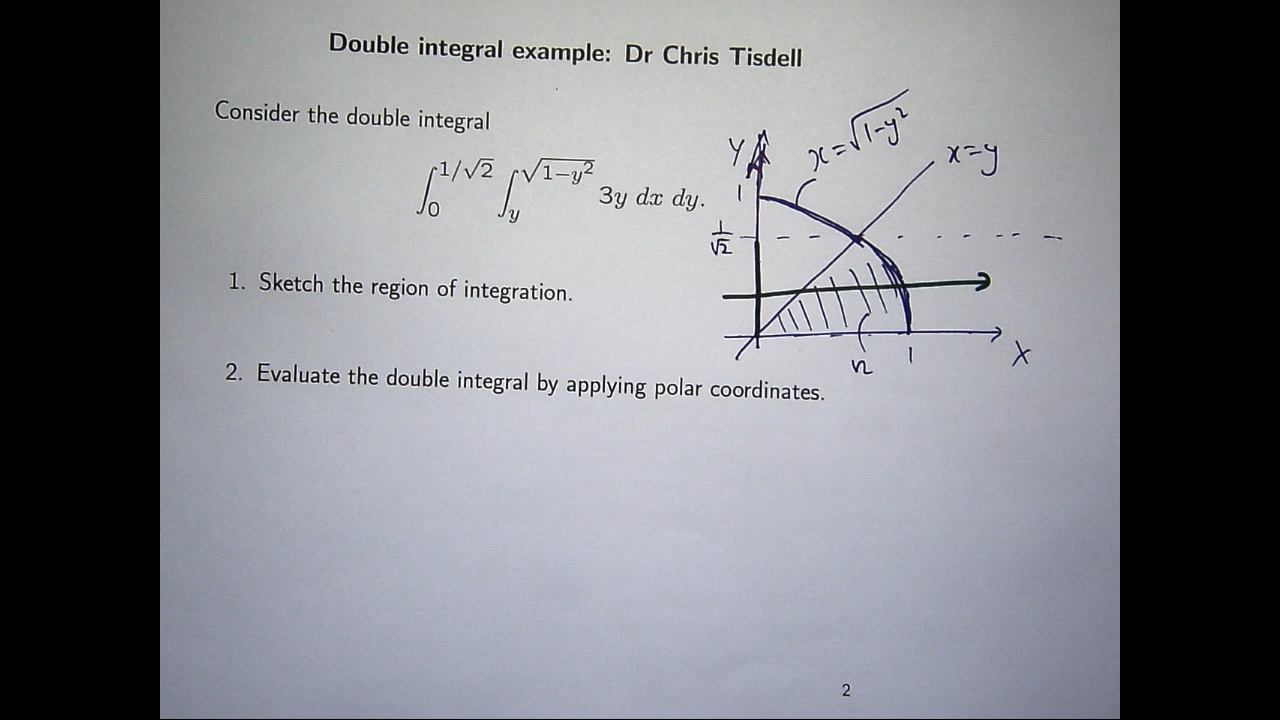 Double integral example: Dr Chris Tisdell
Consider the double integral
∫_0^{1/√2} ∫_y^{√(1−y²)} 3y dx dy.
1. Sketch the region of integration.
2. Evaluate the double integral by applying polar coordinates.
Y
x=√(1-y²)
x=y
1
1/√2
1
X
2